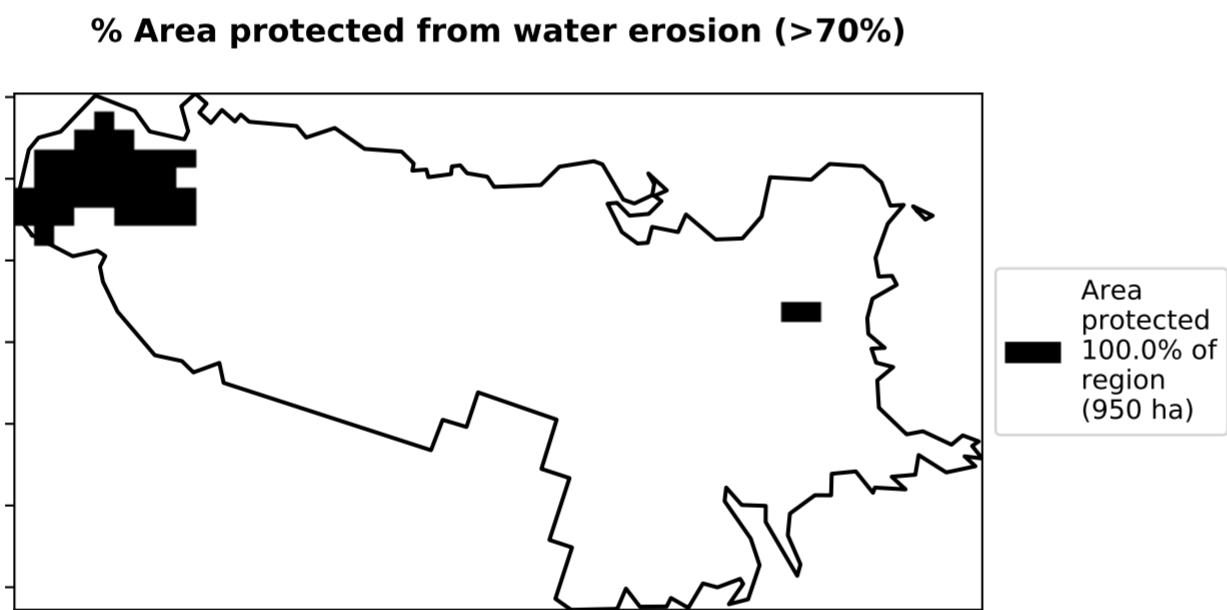 % Area protected from water erosion (>70%)
Area
protected
100.0% of
region
(950 ha)